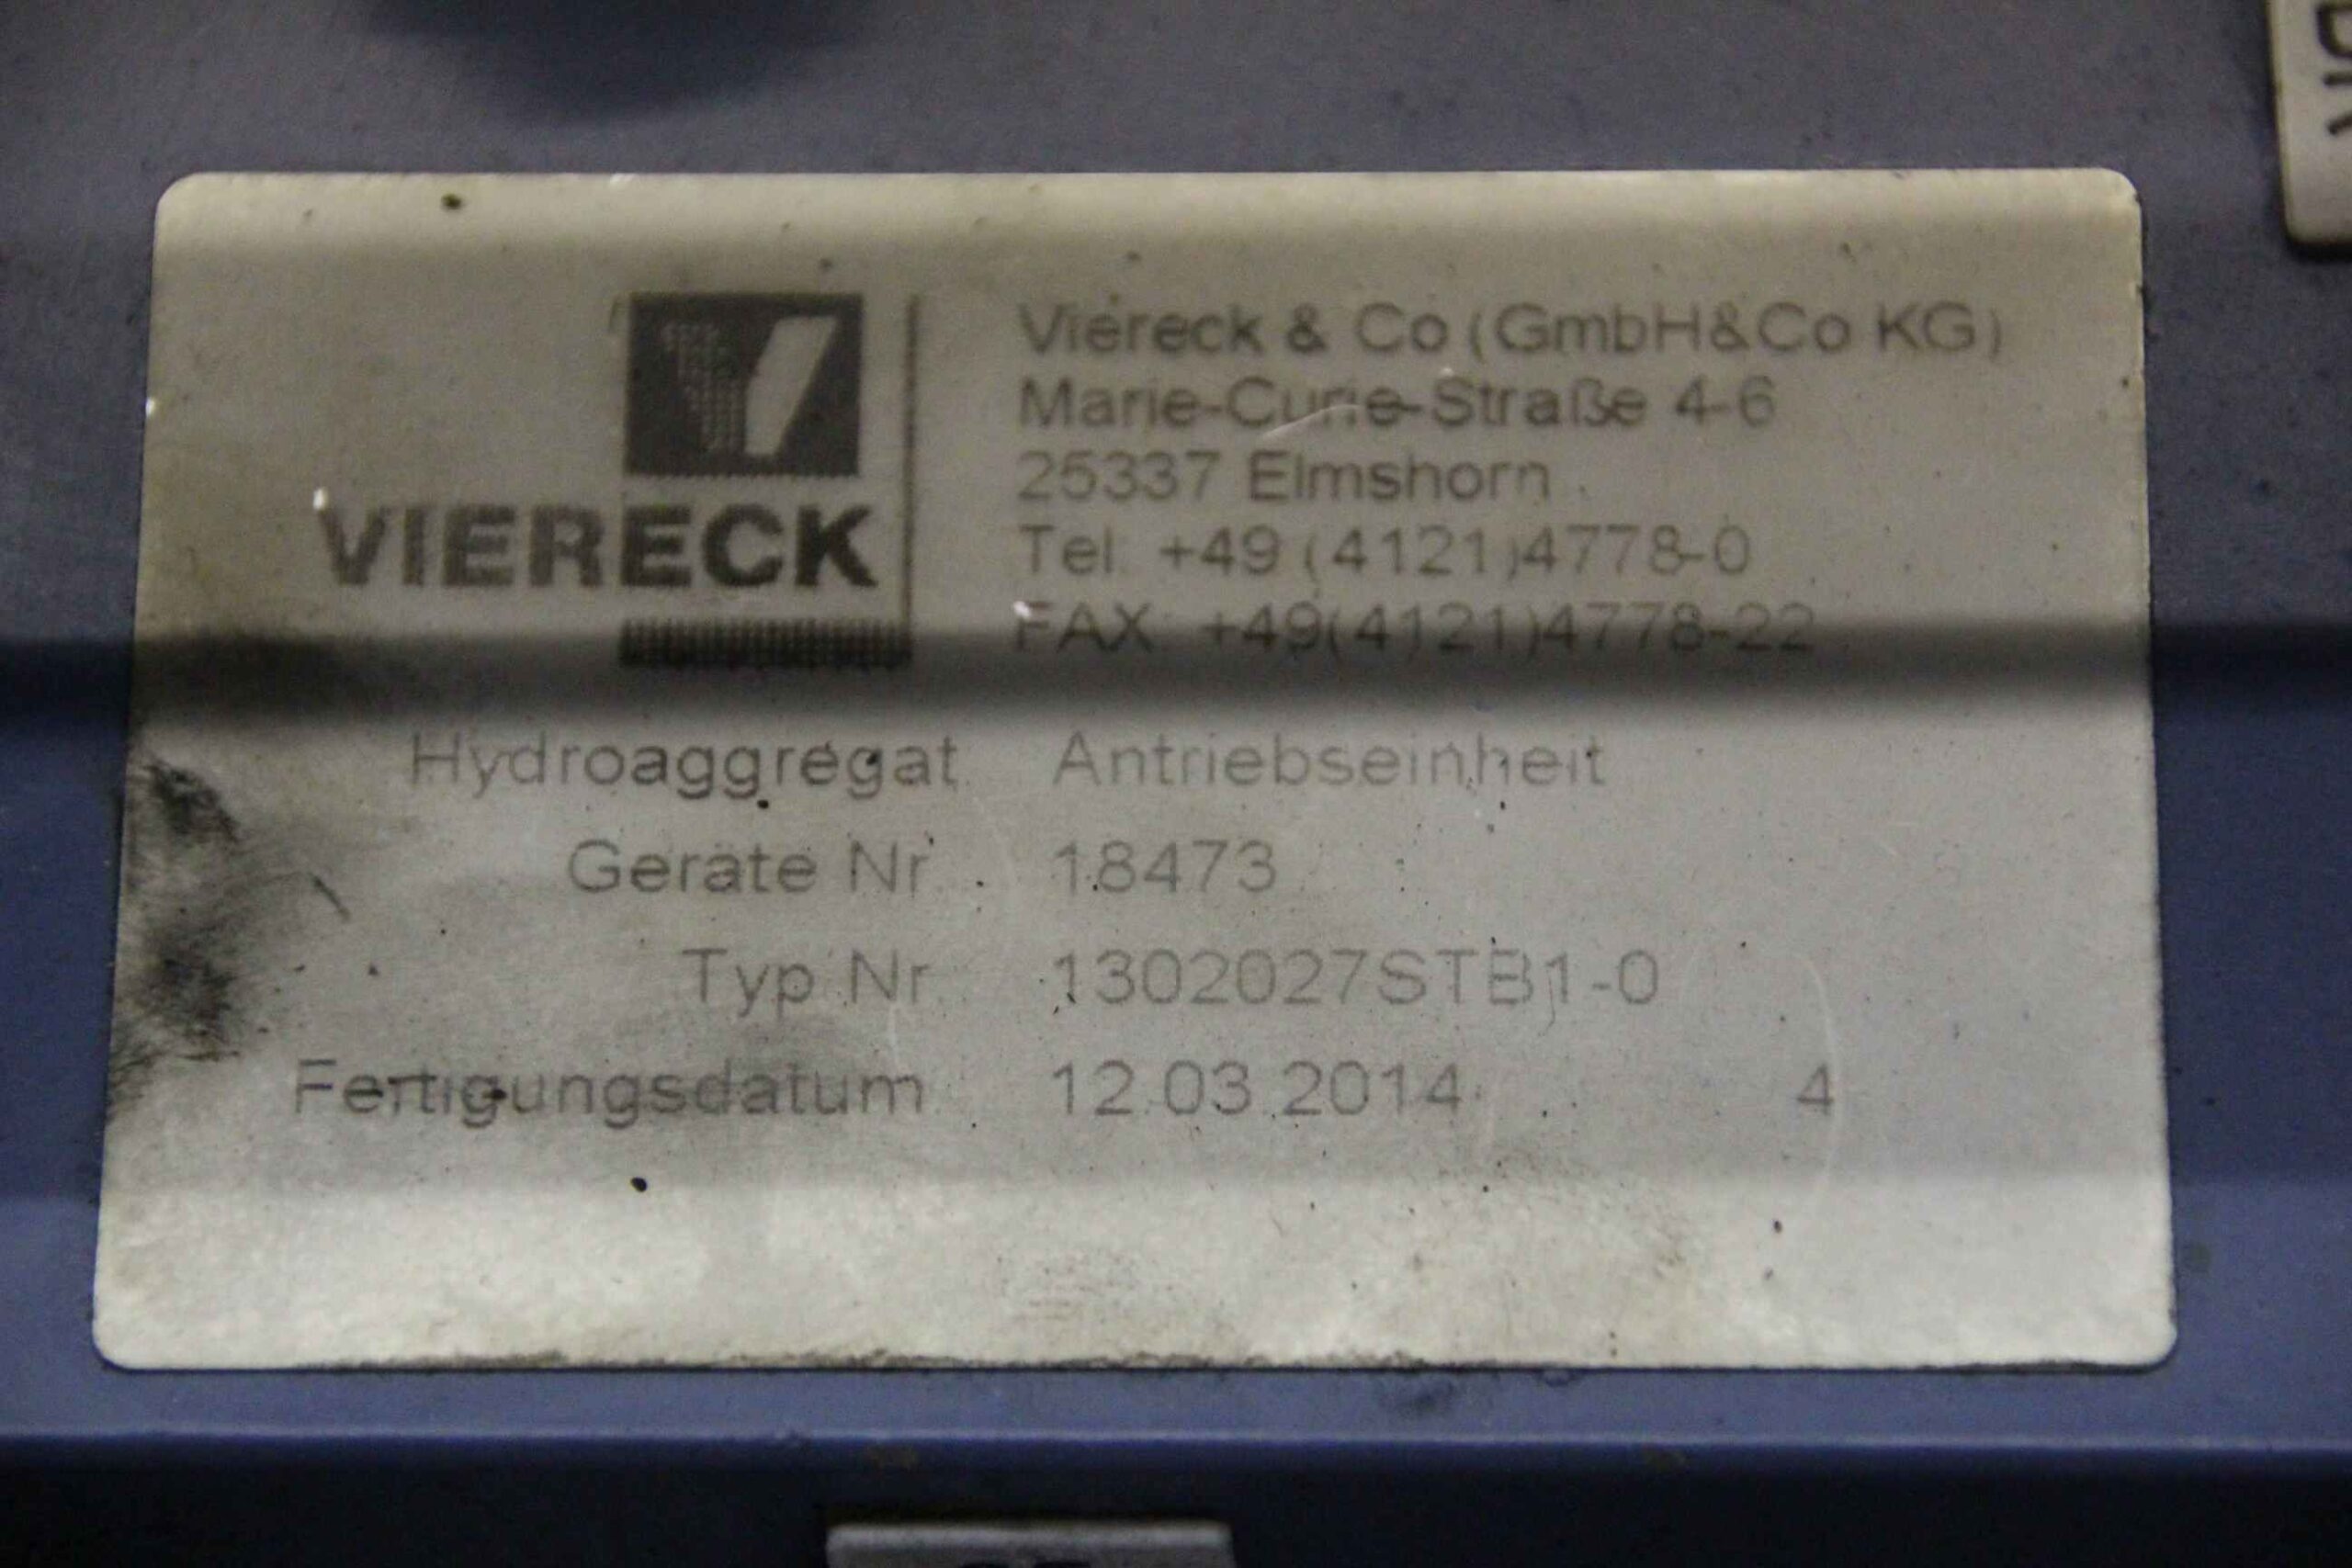 VIERECK
Viereck & Co (GmbH&Co KG)
Marie-Curie-Straße 4-6
25337 Elmshorn
Tel. +49 (4121)4778-0
FAX: +49(4121)4778-22
Hydroaggregat Antriebseinheit
Geräte Nr. 18473
Typ Nr. 1302027STB1-0
Fertigungsdatum 12.03.2014 4